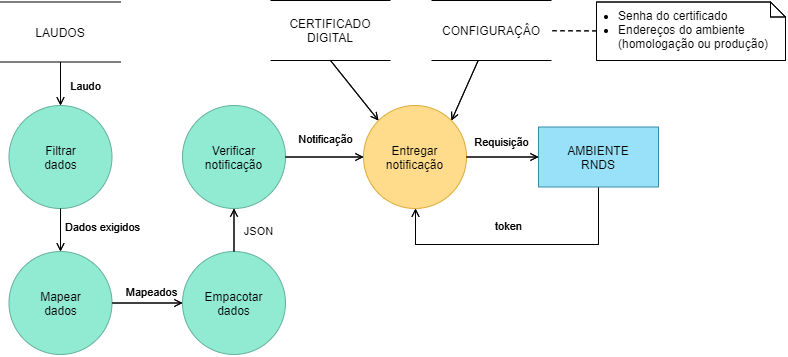 LAUDOS
CERTIFICADO
DIGITAL
CONFIGURAÇÂO
Senha do certificado
Endereços do ambiente
(homologação ou produção)
Laudo
Filtrar
dados
Verificar
notificação
Notificação
Entregar
notificação
Requisição
AMBIENTE
RNDS
Dados exigidos
JSON
token
Mapear
dados
Mapeados
Empacotar
dados